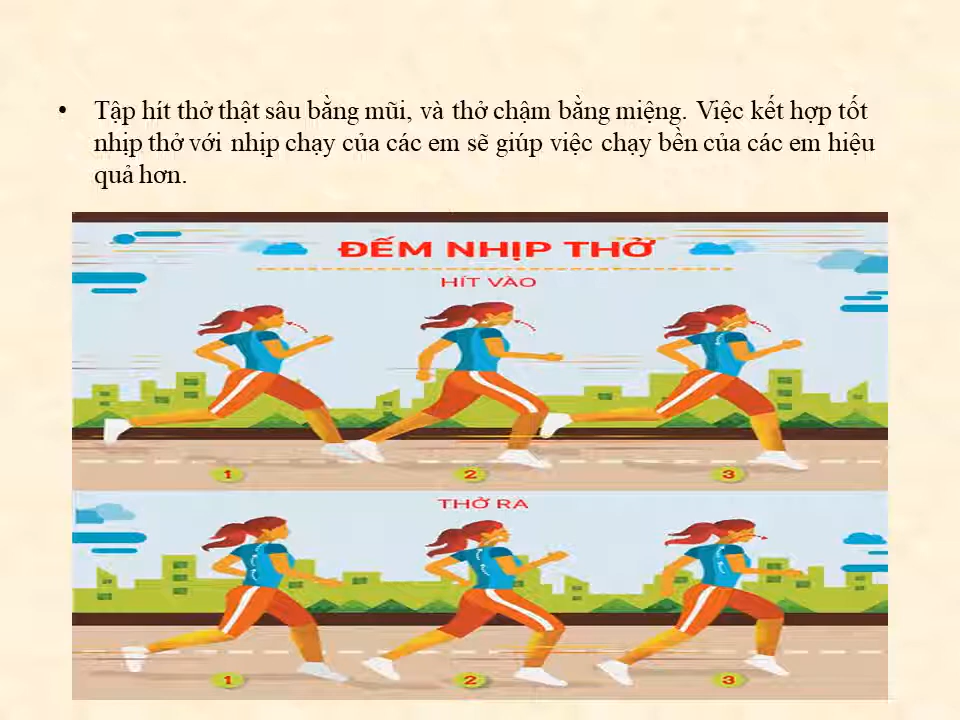 • Tập hít thở thật sâu bằng mũi, và thở chậm bằng miệng. Việc kết hợp tốt
nhịp thở với nhịp chạy của các em sẽ giúp việc chạy bền của các em hiệu
quả hơn.
ĐẾM NHỊP THỞ
HÍT VÀO
1 2 3
THỞ RA
1 2 3